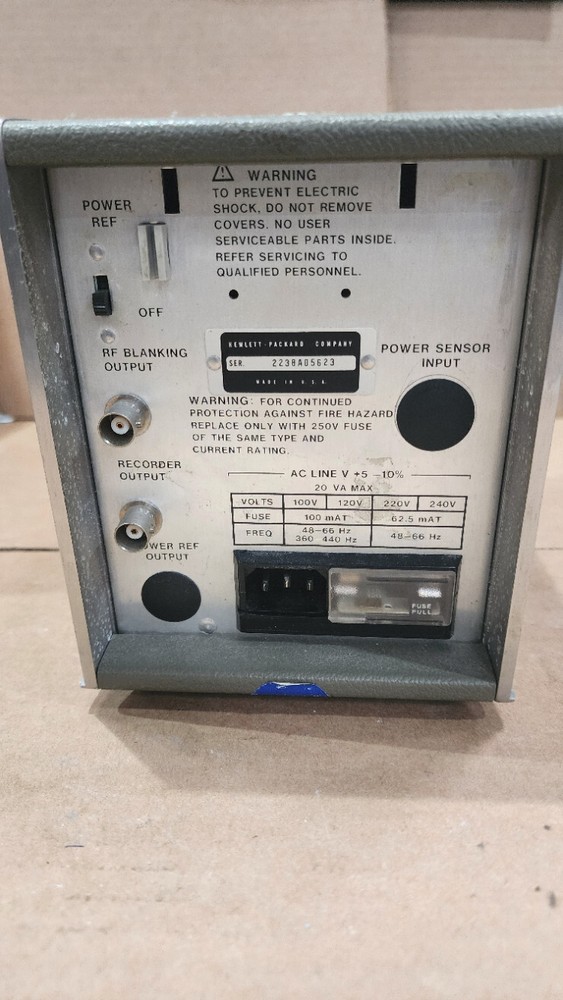 WARNING
TO PREVENT ELECTRIC
SHOCK, DO NOT REMOVE
COVERS. NO USER
SERVICEABLE PARTS INSIDE.
REFER SERVICING TO
QUALIFIED PERSONNEL.
POWER
REF
OFF
HEWLETT-PACKARD COMPANY
SER. 2238A05623
MADE IN U.S.A.
RF BLANKING
OUTPUT
POWER SENSOR
INPUT
WARNING: FOR CONTINUED
PROTECTION AGAINST FIRE HAZARD
REPLACE ONLY WITH 250V FUSE
OF THE SAME TYPE AND
CURRENT RATING.
RECORDER
OUTPUT
AC LINE V +5 -10%
20 VA MAX
VOLTS 100V 120V 220V 240V
FUSE 100 mAT 62.5 mAT
FREQ 48-66 Hz 48-66 Hz
360-440 Hz
POWER REF
OUTPUT
FUSE
PULL